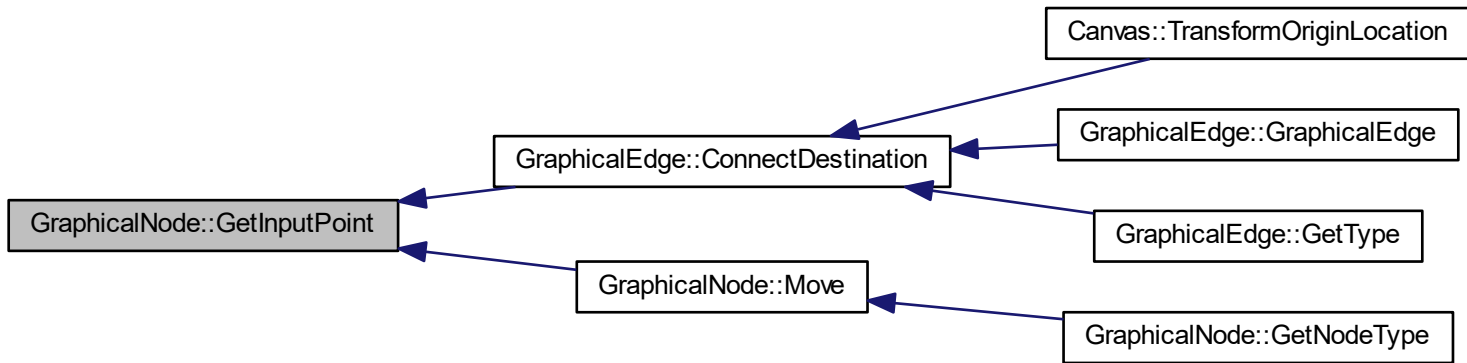 Canvas::TransformOriginLocation
GraphicalEdge::GraphicalEdge
GraphicalEdge::ConnectDestination
GraphicalNode::GetInputPoint
GraphicalEdge::GetType
GraphicalNode::Move
GraphicalNode::GetNodeType